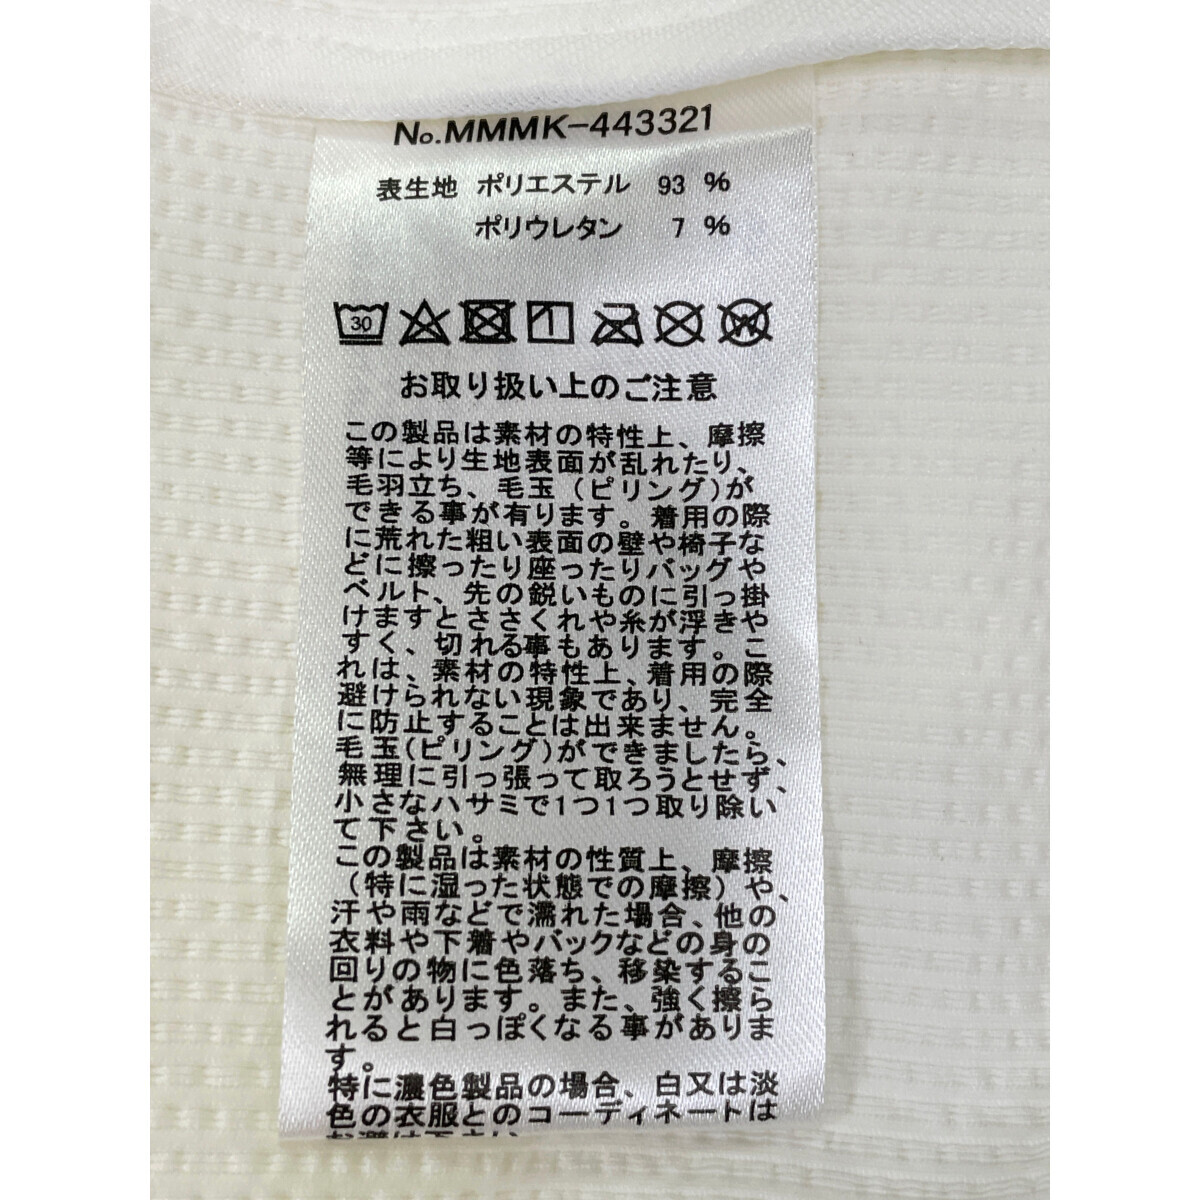 No.MMMK-443321
表生地 ポリエステル 93 %
ポリウレタン 7 %
30
お取り扱い上のご注意
この製品は素材の特性上、摩擦
等により生地表面が乱れたり、
毛羽立ち、毛玉(ピリング)が
できる事が有ります。着用の際
に荒れた粗い表面の壁や椅子な
どに擦ったり座ったりバッグや
ベルト、先の鋭いものに引っ掛
けますとささくれや糸が浮きや
すく、切れる事もあります。こ
れは、素材の特性上、着用の際
避けられない現象であり、完全
に防止することは出来ません。
毛玉(ピリング)ができましたら、
無理に引っ張って取ろうとせず、
小さなハサミで1つ1つ取り除い
て下さい。
この製品は素材の性質上、摩擦
(特に湿った状態での摩擦)や、
汗や雨などで濡れた場合、他の
衣料や下着やバックなどの身の
回りの物に色落ち、移染するこ
とがあります。また、強く擦ら
れると白っぽくなる事がありま
す。
特に濃色製品の場合、白又は淡
色の衣服とのコーディネートは
お避け下さい